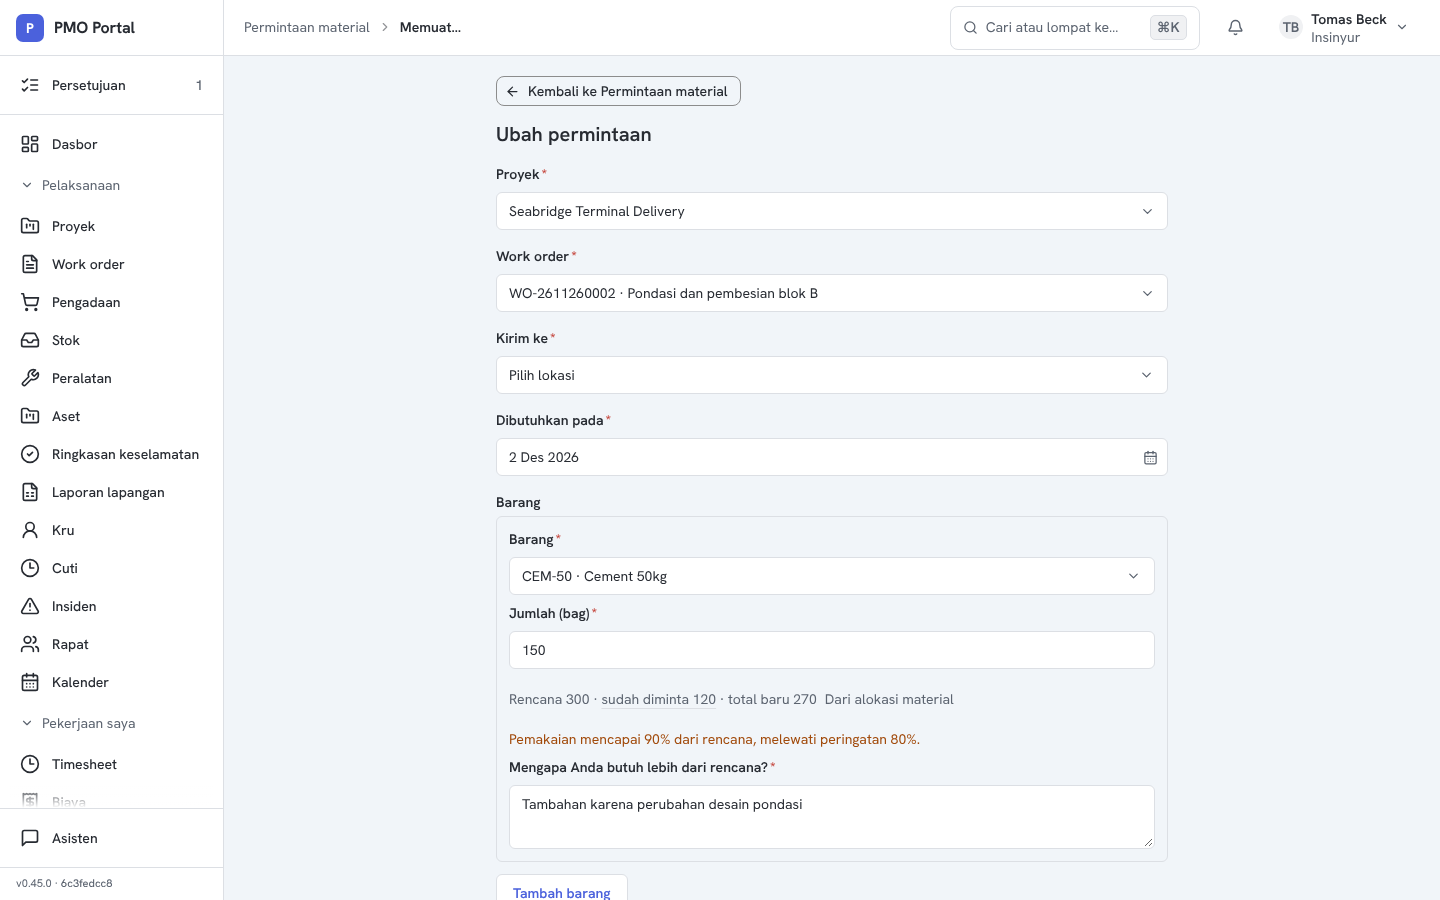 P PMO Portal
Permintaan material > Memuat...
Cari atau lompat ke... ⌘K
TB Tomas Beck
Insinyur
Persetujuan 1
Dasbor
Pelaksanaan
Proyek
Work order
Pengadaan
Stok
Peralatan
Aset
Ringkasan keselamatan
Laporan lapangan
Kru
Cuti
Insiden
Rapat
Kalender
Pekerjaan saya
Timesheet
Biaya
Asisten
v0.45.0 · 6c3fedcc8
Kembali ke Permintaan material
Ubah permintaan
Proyek*
Seabridge Terminal Delivery
Work order*
WO-2611260002 · Pondasi dan pembesian blok B
Kirim ke*
Pilih lokasi
Dibutuhkan pada*
2 Des 2026
Barang
Barang*
CEM-50 · Cement 50kg
Jumlah (bag)*
150
Rencana 300 · sudah diminta 120 · total baru 270 Dari alokasi material
Pemakaian mencapai 90% dari rencana, melewati peringatan 80%.
Mengapa Anda butuh lebih dari rencana?*
Tambahan karena perubahan desain pondasi
Tambah barang